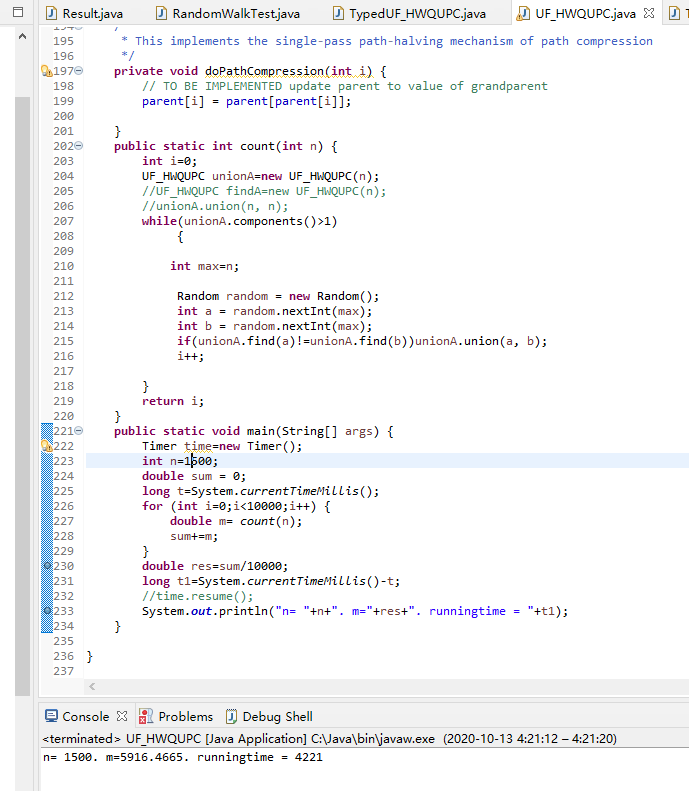 Result.java RandomWalkTest.java TypedUF_HWQUPC.java UF_HWQUPC.java
195 * This implements the single-pass path-halving mechanism of path compression
196 */
197 private void doPathCompression(int i) {
198 // TO BE IMPLEMENTED update parent to value of grandparent
199 parent[i] = parent[parent[i]];
200
201 }
202 public static int count(int n) {
203 int i=0;
204 UF_HWQUPC unionA=new UF_HWQUPC(n);
205 //UF_HWQUPC findA=new UF_HWQUPC(n);
206 //unionA.union(n, n);
207 while(unionA.components()>1)
208 {
209
210 int max=n;
211
212 Random random = new Random();
213 int a = random.nextInt(max);
214 int b = random.nextInt(max);
215 if(unionA.find(a)!=unionA.find(b))unionA.union(a, b);
216 i++;
217
218 }
219 return i;
220 }
221 public static void main(String[] args) {
222 Timer time=new Timer();
223 int n=1500;
224 double sum = 0;
225 long t=System.currentTimeMillis();
226 for (int i=0;i<10000;i++) {
227 double m= count(n);
228 sum+=m;
229 }
230 double res=sum/10000;
231 long t1=System.currentTimeMillis()-t;
232 //time.resume();
233 System.out.println("n= "+n+". m="+res+". runningtime = "+t1);
234 }
235
236 }
237
Console Problems Debug Shell
<terminated> UF_HWQUPC [Java Application] C:\Java\bin\javaw.exe (2020-10-13 4:21:12 – 4:21:20)
n= 1500. m=5916.4665. runningtime = 4221